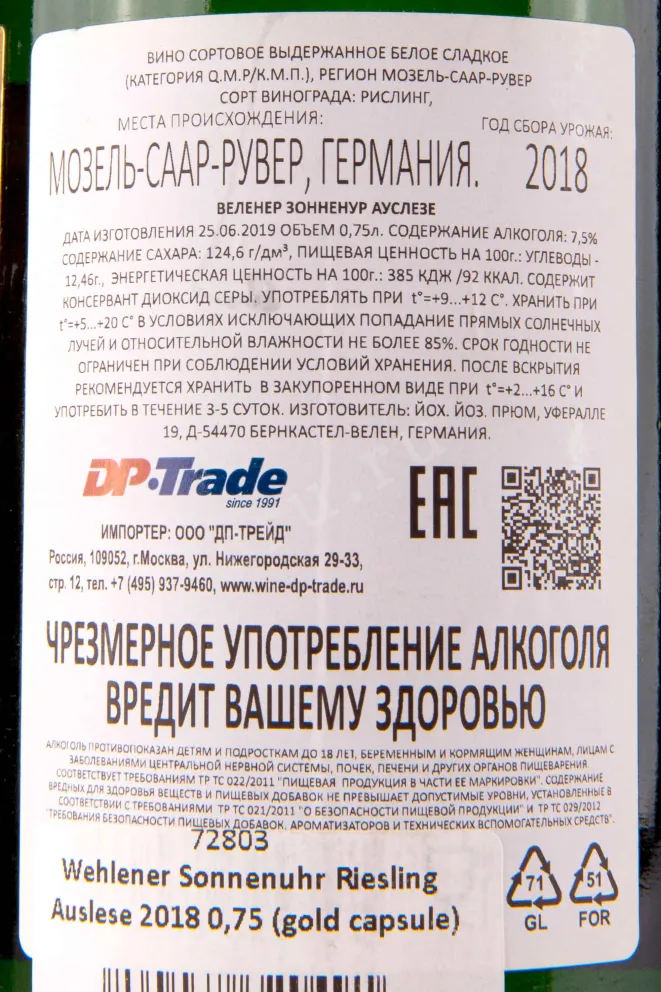 ВИНО СОРТОВОЕ ВЫДЕРЖАННОЕ БЕЛОЕ СЛАДКОЕ
(КАТЕГОРИЯ Q.M.P/К.М.П.), РЕГИОН МОЗЕЛЬ-СААР-РУВЕР
СОРТ ВИНОГРАДА: РИСЛИНГ,
МЕСТА ПРОИСХОЖДЕНИЯ:
ГОД СБОРА УРОЖАЯ:
МОЗЕЛЬ-СААР-РУВЕР, ГЕРМАНИЯ. 2018
ВЕЛЕНЕР ЗОННЕНУР АУСЛЕЗЕ
ДАТА ИЗГОТОВЛЕНИЯ 25.06.2019 ОБЪЕМ 0,75л. СОДЕРЖАНИЕ АЛКОГОЛЯ: 7,5%
СОДЕРЖАНИЕ САХАРА: 124,6 г/дм³, ПИЩЕВАЯ ЦЕННОСТЬ НА 100г.: УГЛЕВОДЫ -
12,46г., ЭНЕРГЕТИЧЕСКАЯ ЦЕННОСТЬ НА 100г.: 385 КДЖ /92 ККАЛ. СОДЕРЖИТ
КОНСЕРВАНТ ДИОКСИД СЕРЫ. УПОТРЕБЛЯТЬ ПРИ t°=+9...+12 С°. ХРАНИТЬ ПРИ
t°=+5...+20 С° В УСЛОВИЯХ ИСКЛЮЧАЮЩИХ ПОПАДАНИЕ ПРЯМЫХ СОЛНЕЧНЫХ
ЛУЧЕЙ И ОТНОСИТЕЛЬНОЙ ВЛАЖНОСТИ НЕ БОЛЕЕ 85%. СРОК ГОДНОСТИ НЕ
ОГРАНИЧЕН ПРИ СОБЛЮДЕНИИ УСЛОВИЙ ХРАНЕНИЯ. ПОСЛЕ ВСКРЫТИЯ
РЕКОМЕНДУЕТСЯ ХРАНИТЬ В ЗАКУПОРЕННОМ ВИДЕ ПРИ t°=+2...+16 С° И
УПОТРЕБИТЬ В ТЕЧЕНИЕ 3-5 СУТОК. ИЗГОТОВИТЕЛЬ: ЙОХ. ЙОЗ. ПРЮМ, УФЕРАЛЛЕ
19, Д-54470 БЕРНКАСТЕЛ-ВЕЛЕН, ГЕРМАНИЯ.
DP·Trade
since 1991
EAC
ИМПОРТЕР: ООО "ДП-ТРЕЙД"
Россия, 109052, г.Москва, ул. Нижегородская 29-33,
стр. 12, тел. +7 (495) 937-9460, www.wine-dp-trade.ru
ЧРЕЗМЕРНОЕ УПОТРЕБЛЕНИЕ АЛКОГОЛЯ
ВРЕДИТ ВАШЕМУ ЗДОРОВЬЮ
АЛКОГОЛЬ ПРОТИВОПОКАЗАН ДЕТЯМ И ПОДРОСТКАМ ДО 18 ЛЕТ, БЕРЕМЕННЫМ И КОРМЯЩИМ ЖЕНЩИНАМ, ЛИЦАМ С
ЗАБОЛЕВАНИЯМИ ЦЕНТРАЛЬНОЙ НЕРВНОЙ СИСТЕМЫ, ПОЧЕК, ПЕЧЕНИ И ДРУГИХ ОРГАНОВ ПИЩЕВАРЕНИЯ.
СООТВЕТСТВУЕТ ТРЕБОВАНИЯМ ТР ТС 022/2011 "ПИЩЕВАЯ ПРОДУКЦИЯ В ЧАСТИ ЕЕ МАРКИРОВКИ". СОДЕРЖАНИЕ
ВРЕДНЫХ ДЛЯ ЗДОРОВЬЯ ВЕЩЕСТВ И ПИЩЕВЫХ ДОБАВОК НЕ ПРЕВЫШАЕТ ДОПУСТИМЫЕ УРОВНИ, УСТАНОВЛЕННЫЕ В
СООТВЕТСТВИИ С ТРЕБОВАНИЯМИ ТР ТС 021/2011 "О БЕЗОПАСНОСТИ ПИЩЕВОЙ ПРОДУКЦИИ" И ТР ТС 029/2012
"ТРЕБОВАНИЯ БЕЗОПАСНОСТИ ПИЩЕВЫХ ДОБАВОК, АРОМАТИЗАТОРОВ И ТЕХНИЧЕСКИХ ВСПОМОГАТЕЛЬНЫХ СРЕДСТВ".
72803
Wehlener Sonnenuhr Riesling
Auslese 2018 0,75 (gold capsule)
71
GL
51
FOR